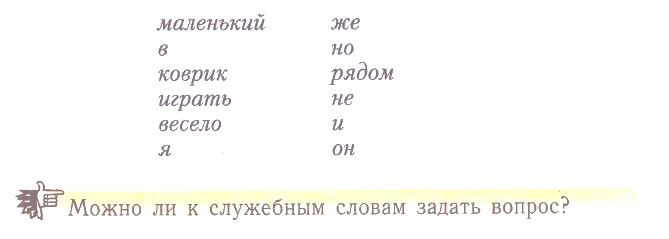 маленький же
в но
коврик рядом
играть не
весело и
я он
Можно ли к служебным словам задать вопрос?